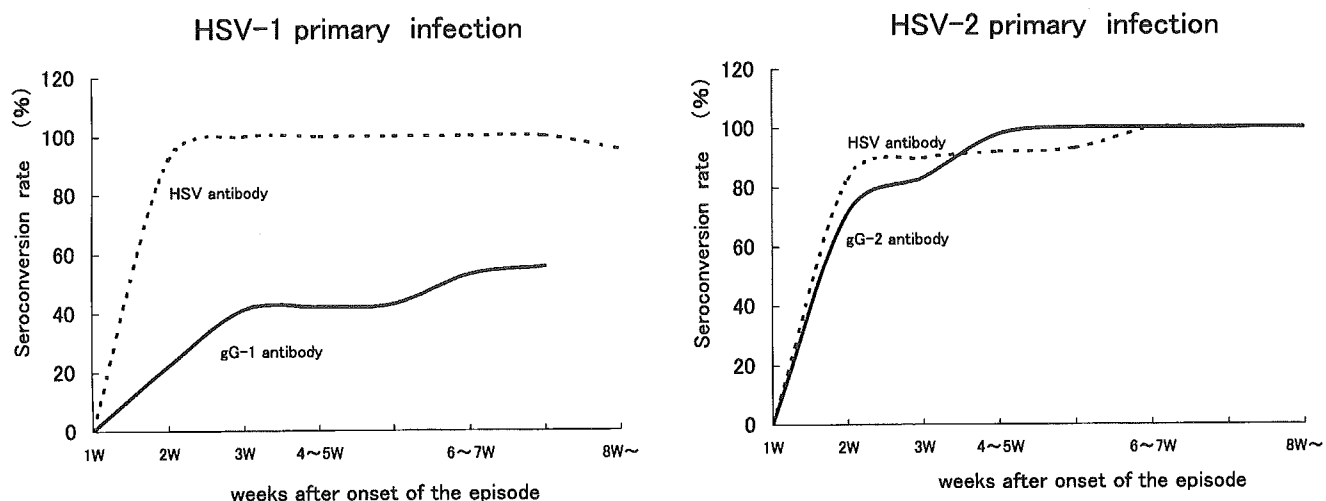 HSV-1 primary infection
Seroconversion rate (%)
120
100
80
60
40
20
0
HSV antibody
gG-1 antibody
1W 2W 3W 4～5W 6～7W 8W～
weeks after onset of the episode
HSV-2 primary infection
Seroconversion rate (%)
120
100
80
60
40
20
0
HSV antibody
gG-2 antibody
1W 2W 3W 4～5W 6～7W 8W～
weeks after onset of the episode